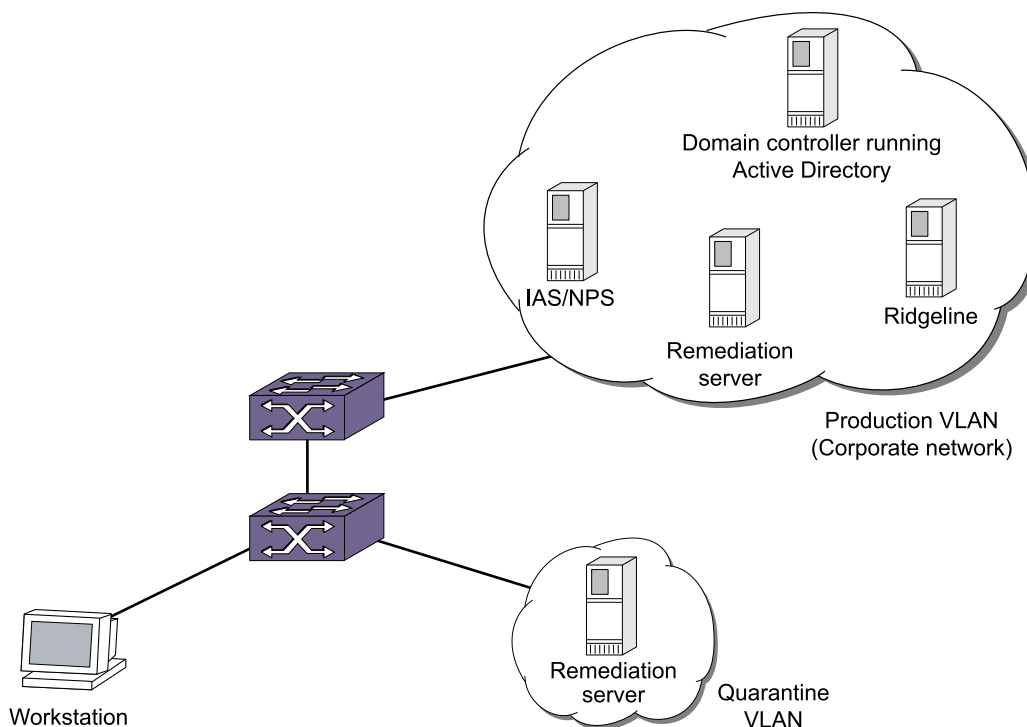 Domain controller running
Active Directory
IAS/NPS
Remediation
server
Ridgeline
Production VLAN
(Corporate network)
Remediation
server
Quarantine
VLAN
Workstation